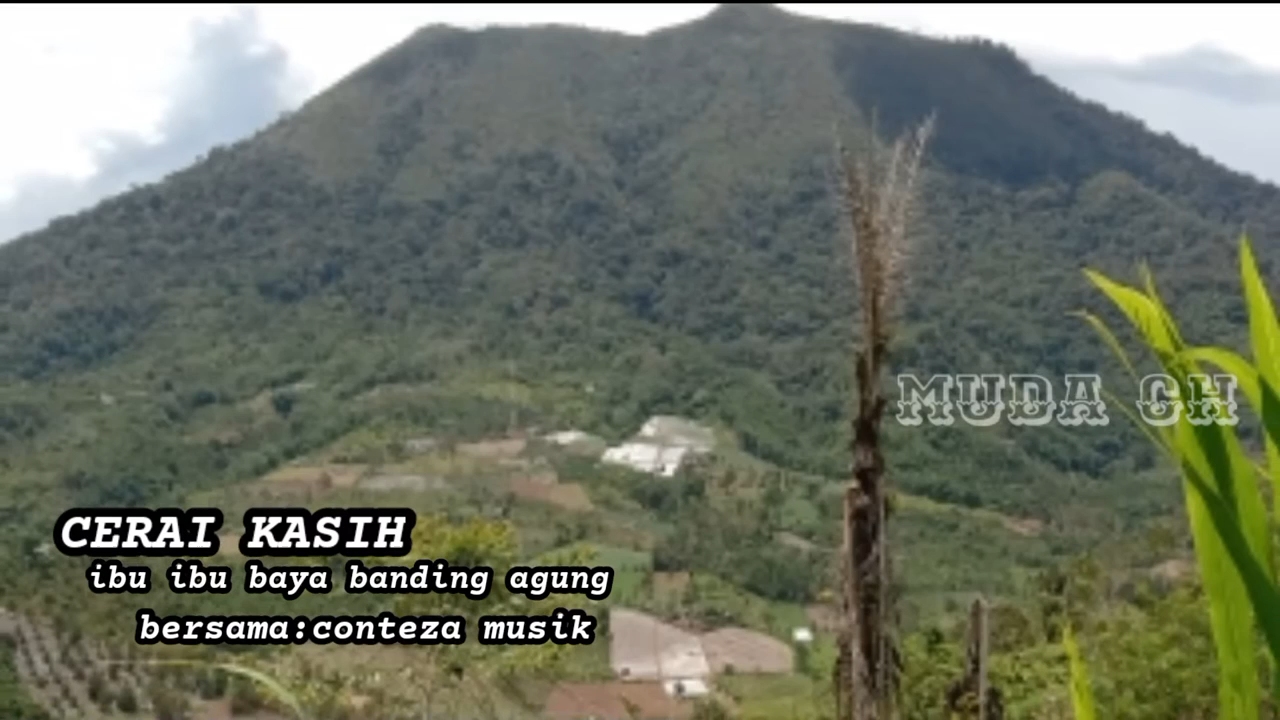 MUDA CH
CERAI KASIH
ibu ibu baya banding agung
bersama:conteza musik